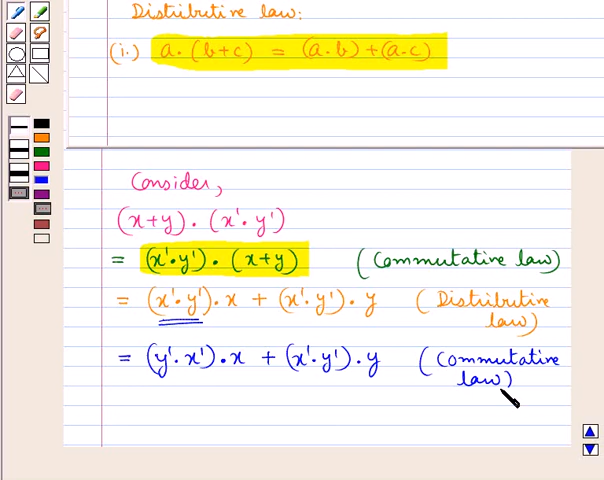 Distributive law:
(i.) a.(b+c) = (a.b)+(a.c)
Consider,
(x+y).(x'.y')
= (x'.y').(x+y) (Commutative law)
= (x'.y').x + (x'.y').y (Distributive
law)
= (y'.x').x + (x'.y').y (Commutative
law)